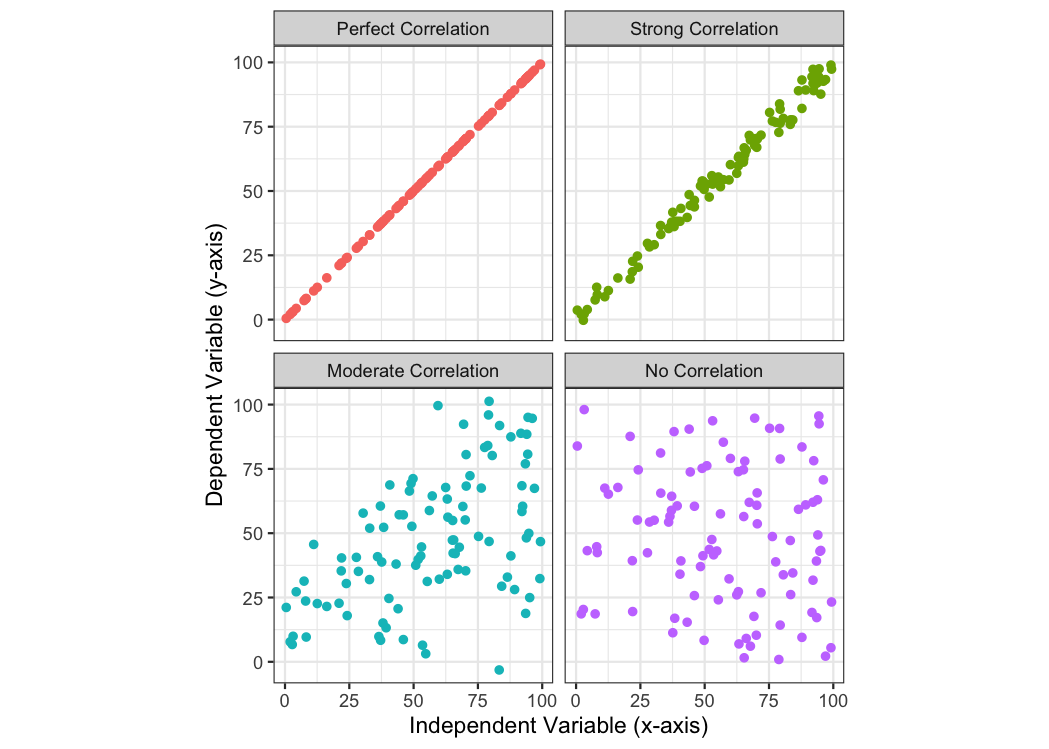 Perfect Correlation
Strong Correlation
100
75
50
25
0
Moderate Correlation
No Correlation
100
75
50
25
0
0 25 50 75 100
0 25 50 75 100
Independent Variable (x-axis)
Dependent Variable (y-axis)